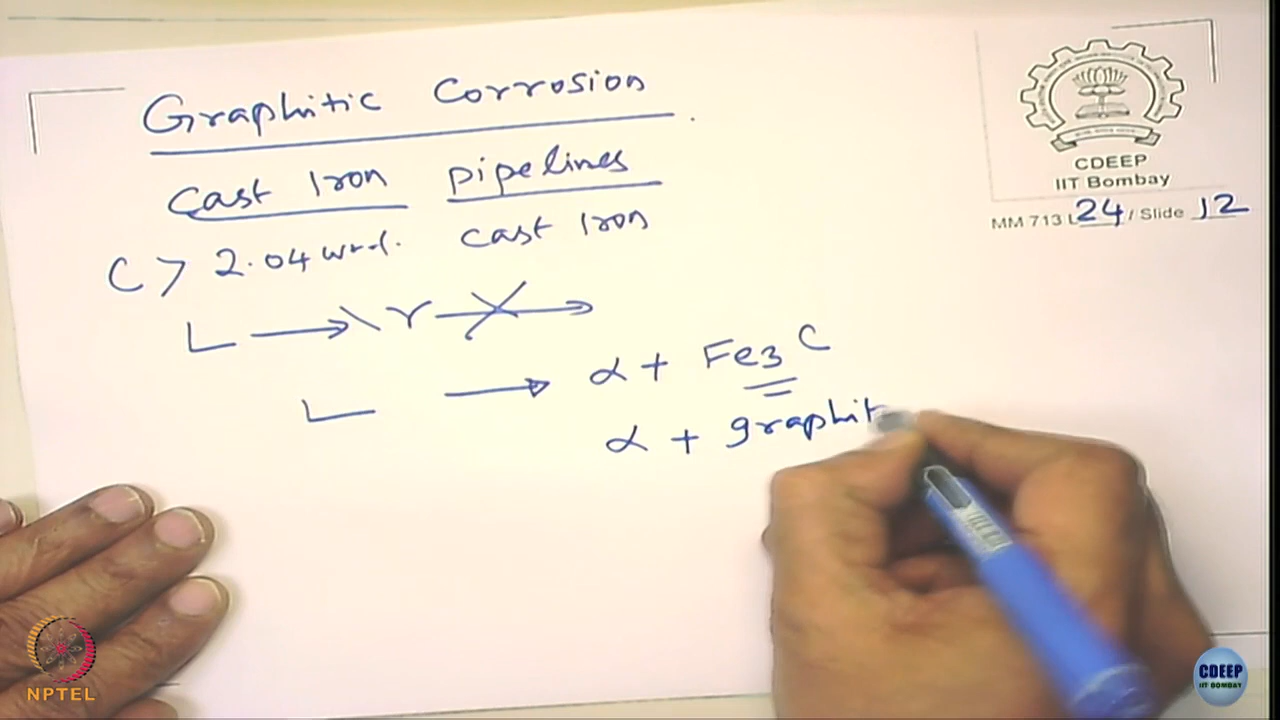 Graphitic Corrosion
Cast Iron pipelines
C > 2.04 wt%. cast Iron
L → \ γ →
L → α + Fe3C
α + graphit
CDEEP
IIT Bombay
MM 713 L 24 / Slide 12
NPTEL
CDEEP
IIT BOMBAY